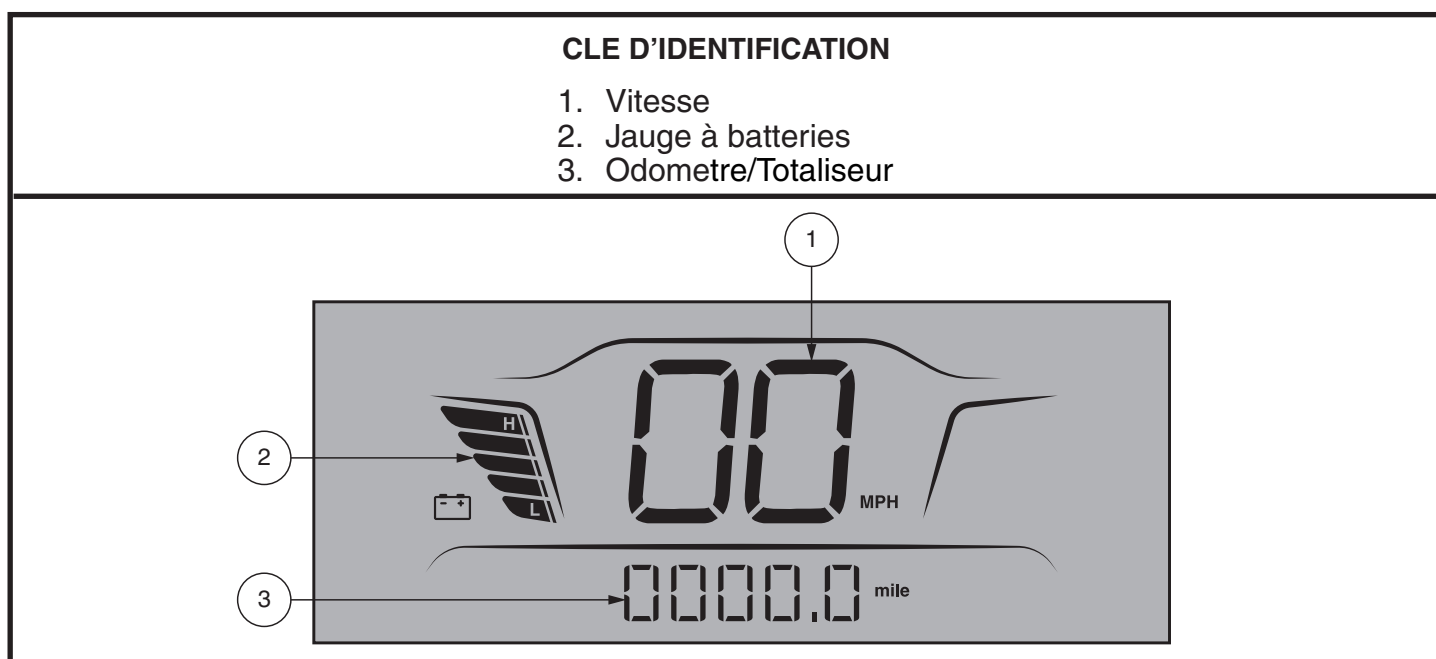 CLE D'IDENTIFICATION
1. Vitesse
2. Jauge à batteries
3. Odometre/Totaliseur
1
00
MPH
H
2
L
- +
3
0000.0
mile